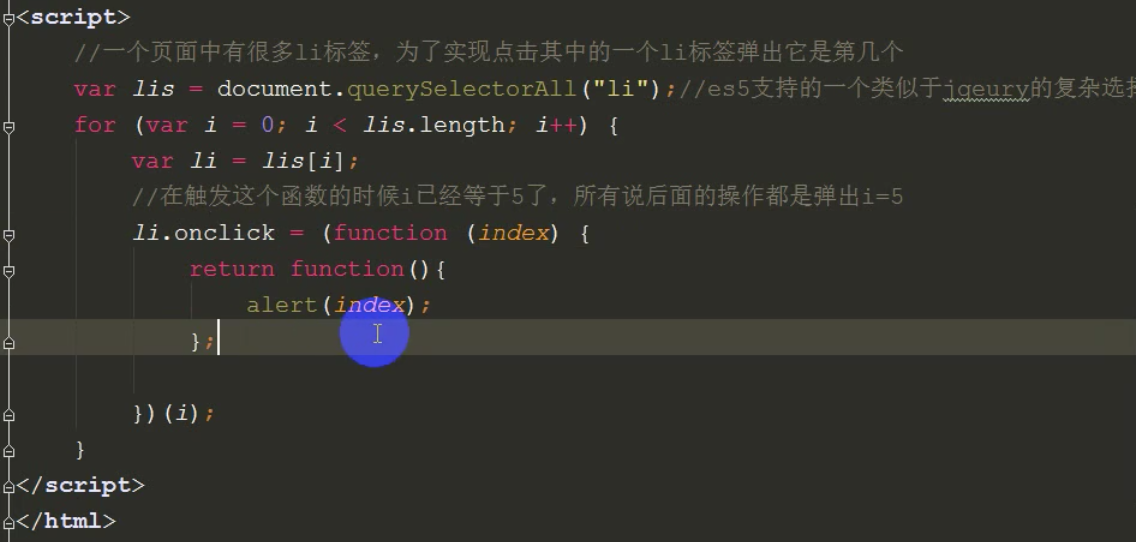 <script>
//一个页面中有很多li标签，为了实现点击其中的一个li标签弹出它是第几个
var lis = document.querySelectorAll("li");//es5支持的一个类似于jqeury的复杂选择
for (var i = 0; i < lis.length; i++) {
var li = lis[i];
//在触发这个函数的时候i已经等于5了，所有说后面的操作都是弹出i=5
li.onclick = (function (index) {
return function(){
alert(index);
};
})(i);
}
</script>
</html>